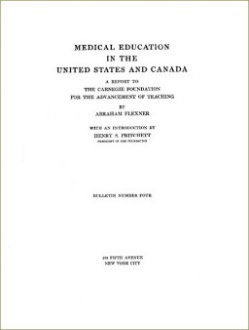 MEDICAL EDUCATION
IN THE
UNITED STATES AND CANADA
A REPORT TO
THE CARNEGIE FOUNDATION
FOR THE ADVANCEMENT OF TEACHING
BY
ABRAHAM FLEXNER
WITH AN INTRODUCTION BY
HENRY S. PRITCHETT
PRESIDENT OF THE FOUNDATION
BULLETIN NUMBER FOUR
576 FIFTH AVENUE
NEW YORK CITY